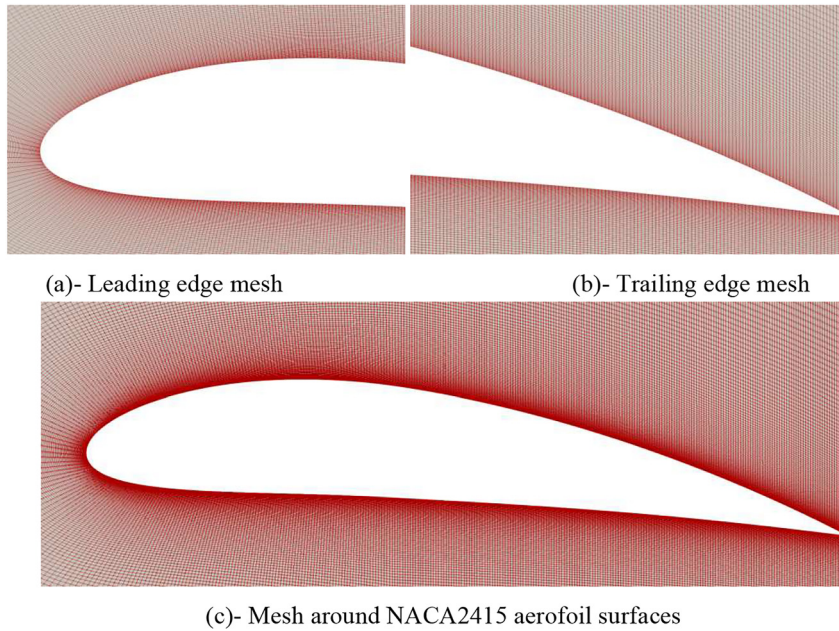 (a)- Leading edge mesh
(b)- Trailing edge mesh
(c)- Mesh around NACA2415 aerofoil surfaces